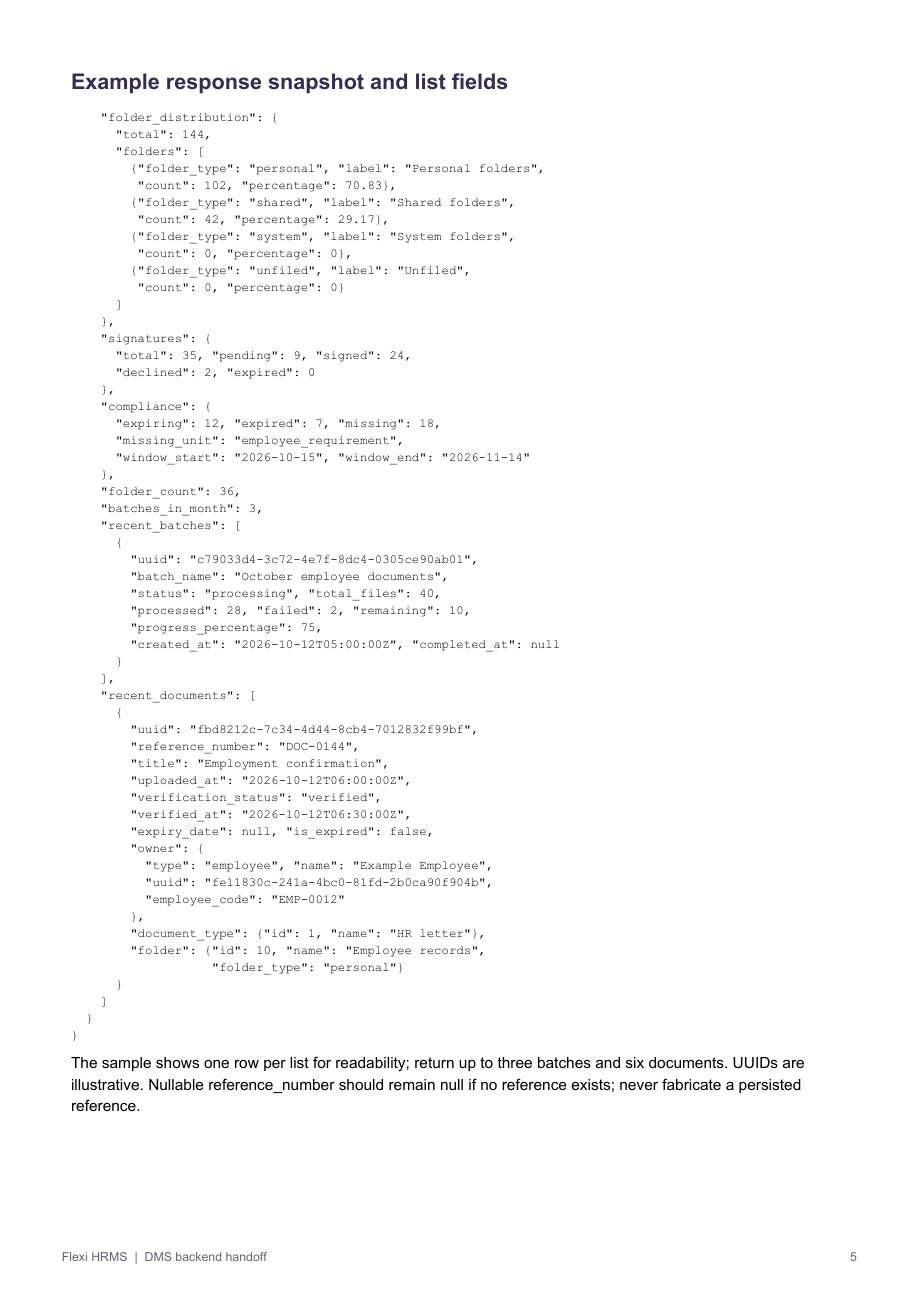 Example response snapshot and list fields
    "folder_distribution": {
      "total": 144,
      "folders": [
        {"folder_type": "personal", "label": "Personal folders",
         "count": 102, "percentage": 70.83},
        {"folder_type": "shared", "label": "Shared folders",
         "count": 42, "percentage": 29.17},
        {"folder_type": "system", "label": "System folders",
         "count": 0, "percentage": 0},
        {"folder_type": "unfiled", "label": "Unfiled",
         "count": 0, "percentage": 0}
      ]
    },
    "signatures": {
      "total": 35, "pending": 9, "signed": 24,
      "declined": 2, "expired": 0
    },
    "compliance": {
      "expiring": 12, "expired": 7, "missing": 18,
      "missing_unit": "employee_requirement",
      "window_start": "2026-10-15", "window_end": "2026-11-14"
    },
    "folder_count": 36,
    "batches_in_month": 3,
    "recent_batches": [
      {
        "uuid": "c79033d4-3c72-4e7f-8dc4-0305ce90ab01",
        "batch_name": "October employee documents",
        "status": "processing", "total_files": 40,
        "processed": 28, "failed": 2, "remaining": 10,
        "progress_percentage": 75,
        "created_at": "2026-10-12T05:00:00Z", "completed_at": null
      }
    ],
    "recent_documents": [
      {
        "uuid": "fbd8212c-7c34-4d44-8cb4-7012832f99bf",
        "reference_number": "DOC-0144",
        "title": "Employment confirmation",
        "uploaded_at": "2026-10-12T06:00:00Z",
        "verification_status": "verified",
        "verified_at": "2026-10-12T06:30:00Z",
        "expiry_date": null, "is_expired": false,
        "owner": {
          "type": "employee", "name": "Example Employee",
          "uuid": "fe11830c-241a-4bc0-81fd-2b0ca90f904b",
          "employee_code": "EMP-0012"
        },
        "document_type": {"id": 1, "name": "HR letter"},
        "folder": {"id": 10, "name": "Employee records",
                   "folder_type": "personal"}
      }
    ]
  }
}
The sample shows one row per list for readability; return up to three batches and six documents. UUIDs are
illustrative. Nullable reference_number should remain null if no reference exists; never fabricate a persisted
reference.
Flexi HRMS | DMS backend handoff
5